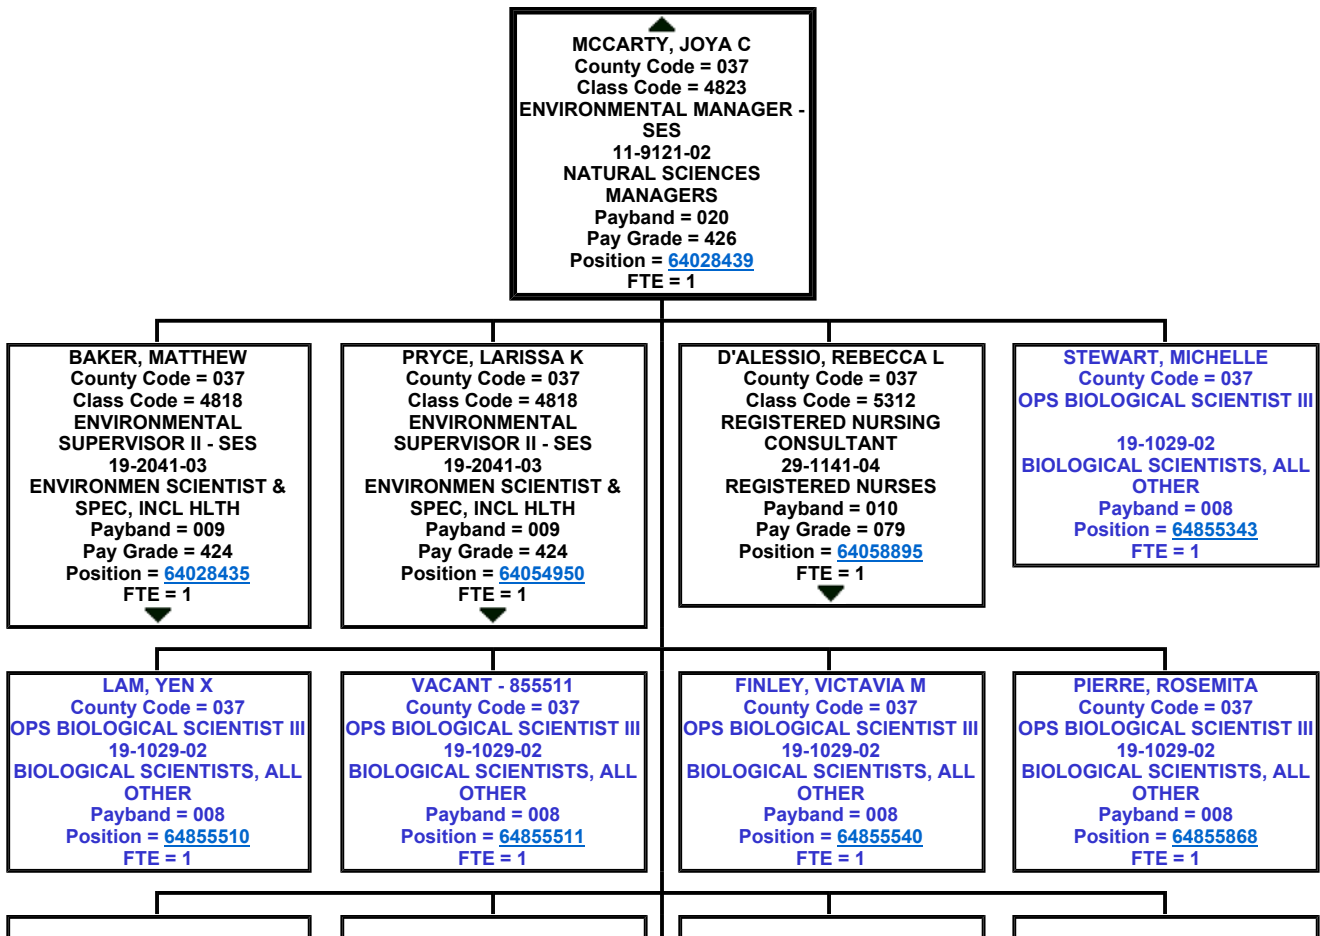 MCCARTY, JOYA C
County Code = 037
Class Code = 4823
ENVIRONMENTAL MANAGER -
SES
11-9121-02
NATURAL SCIENCES
MANAGERS
Payband = 020
Pay Grade = 426
Position = 64028439
FTE = 1
BAKER, MATTHEW
County Code = 037
Class Code = 4818
ENVIRONMENTAL
SUPERVISOR II - SES
19-2041-03
ENVIRONMEN SCIENTIST &
SPEC, INCL HLTH
Payband = 009
Pay Grade = 424
Position = 64028435
FTE = 1
PRYCE, LARISSA K
County Code = 037
Class Code = 4818
ENVIRONMENTAL
SUPERVISOR II - SES
19-2041-03
ENVIRONMEN SCIENTIST &
SPEC, INCL HLTH
Payband = 009
Pay Grade = 424
Position = 64054950
FTE = 1
D'ALESSIO, REBECCA L
County Code = 037
Class Code = 5312
REGISTERED NURSING
CONSULTANT
29-1141-04
REGISTERED NURSES
Payband = 010
Pay Grade = 079
Position = 64058895
FTE = 1
STEWART, MICHELLE
County Code = 037
OPS BIOLOGICAL SCIENTIST III
19-1029-02
BIOLOGICAL SCIENTISTS, ALL
OTHER
Payband = 008
Position = 64855343
FTE = 1
LAM, YEN X
County Code = 037
OPS BIOLOGICAL SCIENTIST III
19-1029-02
BIOLOGICAL SCIENTISTS, ALL
OTHER
Payband = 008
Position = 64855510
FTE = 1
VACANT - 855511
County Code = 037
OPS BIOLOGICAL SCIENTIST III
19-1029-02
BIOLOGICAL SCIENTISTS, ALL
OTHER
Payband = 008
Position = 64855511
FTE = 1
FINLEY, VICTAVIA M
County Code = 037
OPS BIOLOGICAL SCIENTIST III
19-1029-02
BIOLOGICAL SCIENTISTS, ALL
OTHER
Payband = 008
Position = 64855540
FTE = 1
PIERRE, ROSEMITA
County Code = 037
OPS BIOLOGICAL SCIENTIST III
19-1029-02
BIOLOGICAL SCIENTISTS, ALL
OTHER
Payband = 008
Position = 64855868
FTE = 1